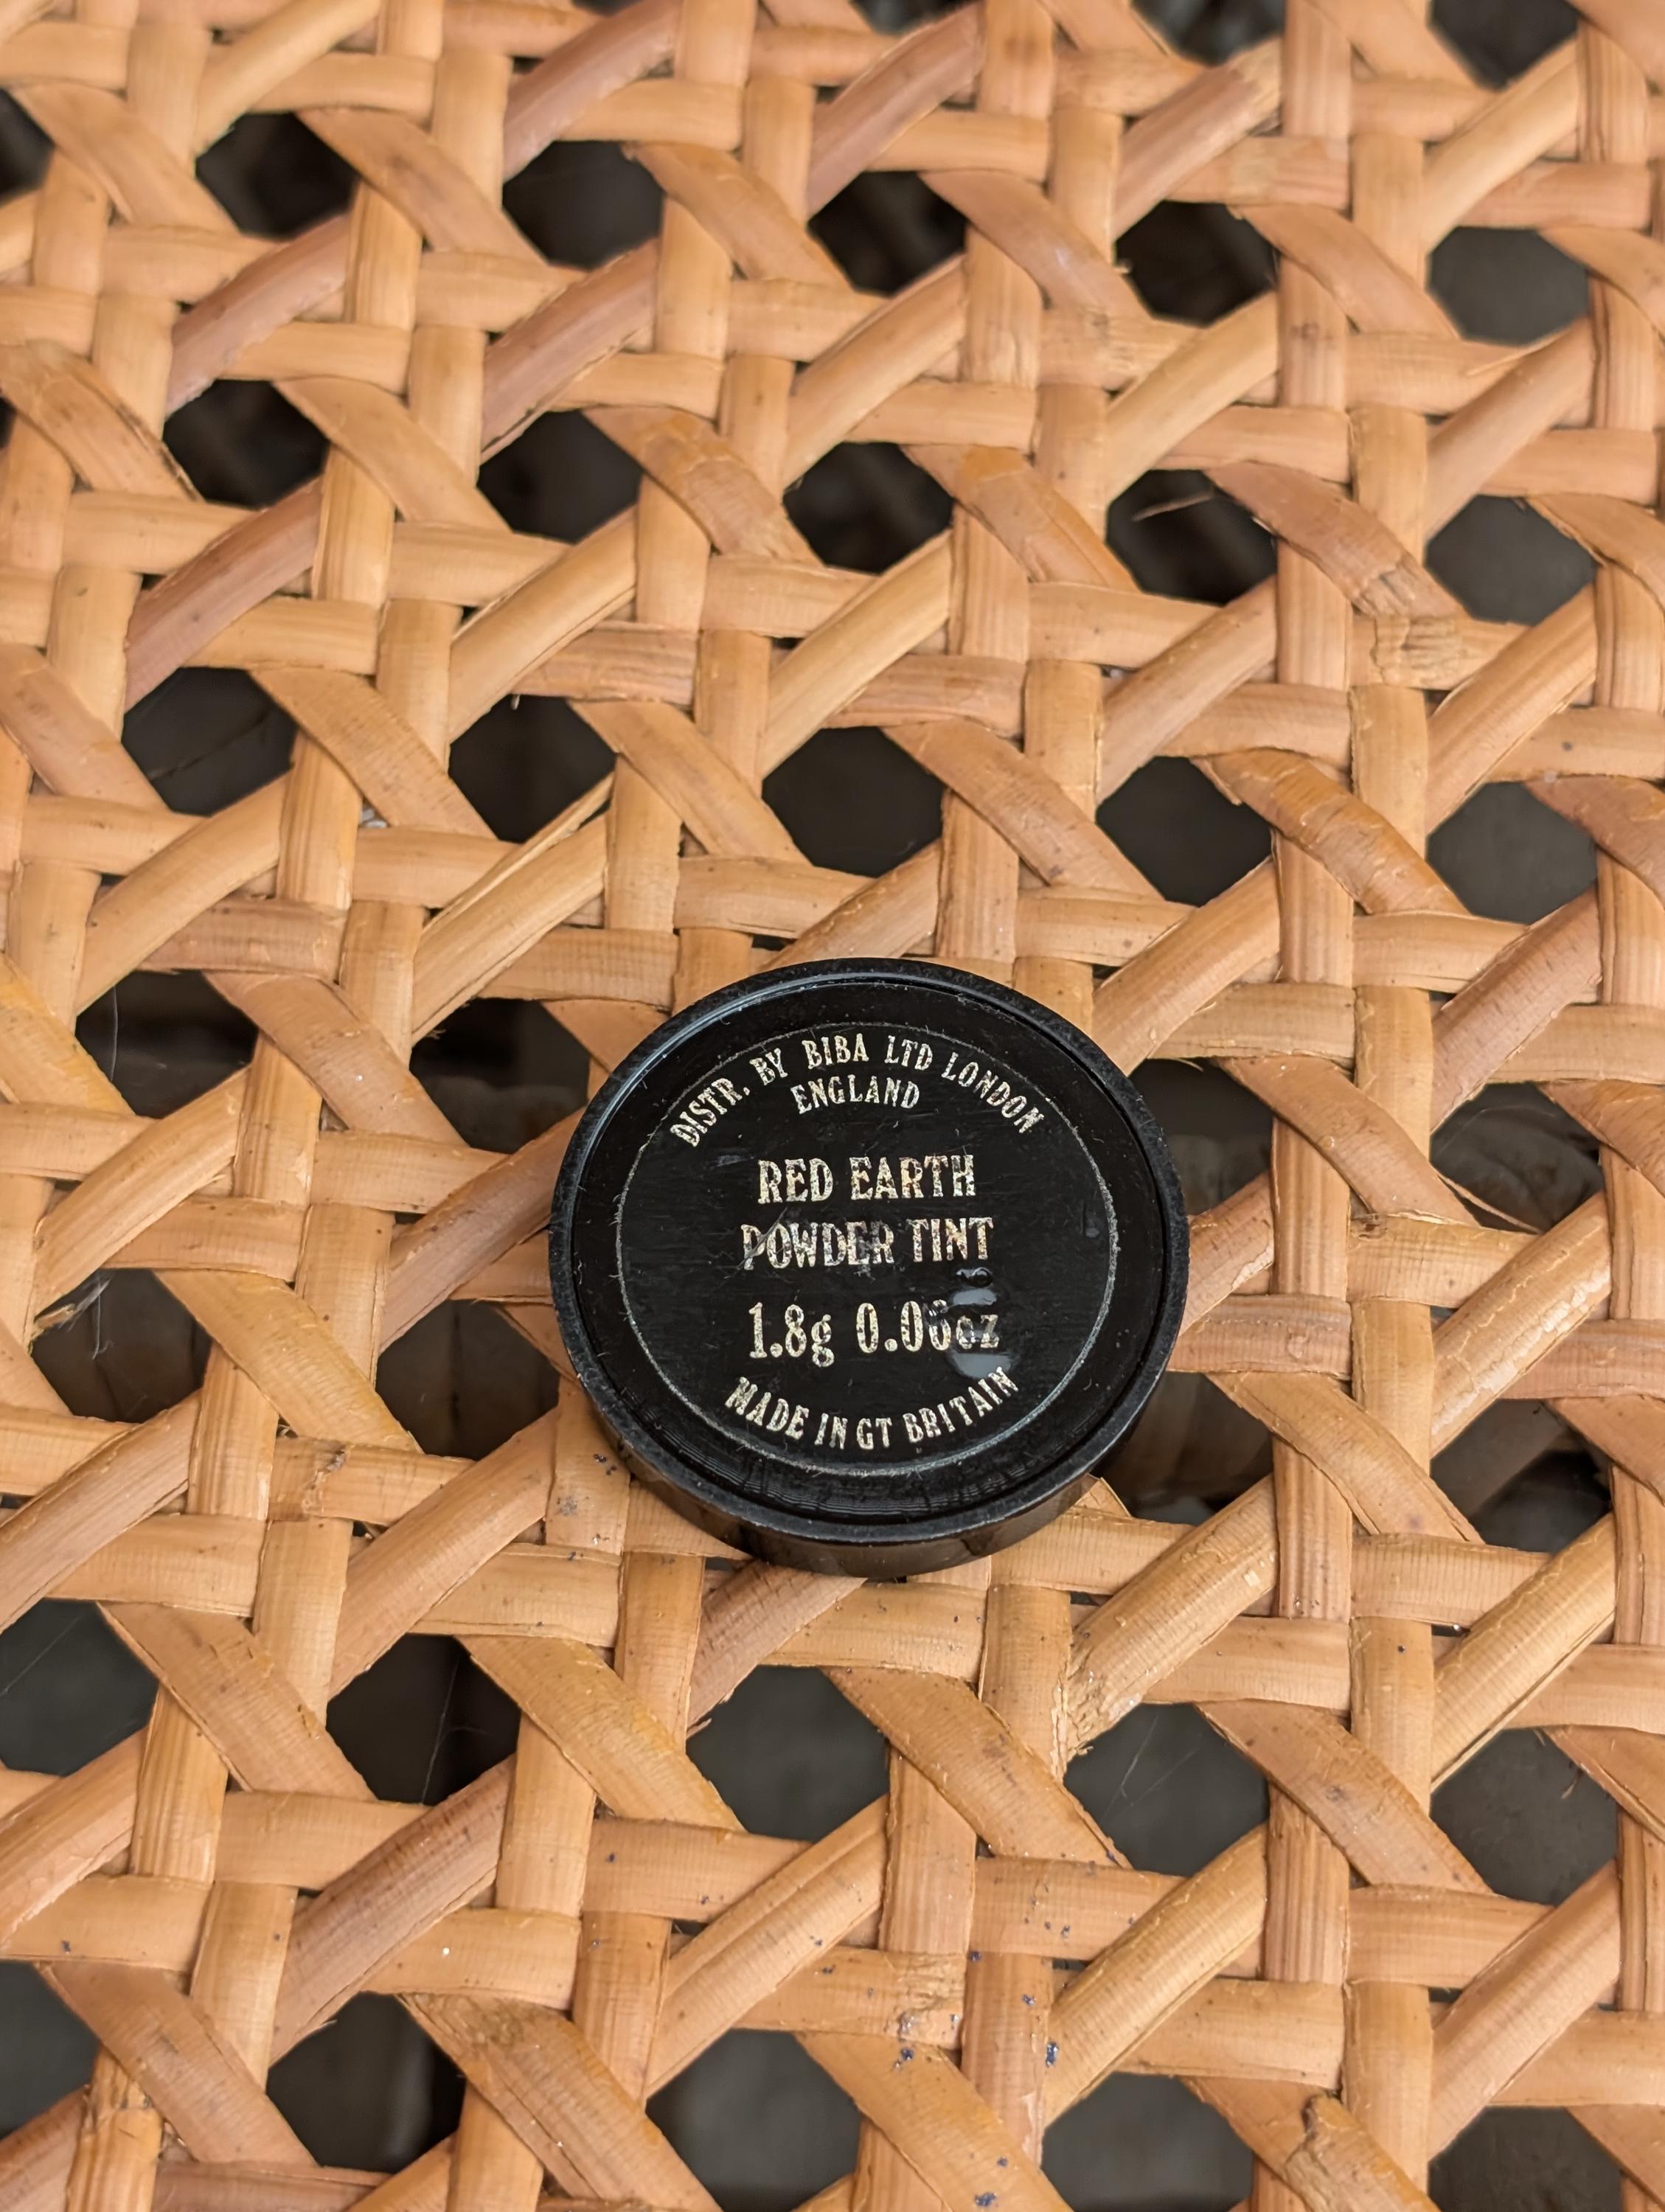 DISTR. BY BIBA LTD LONDON
ENGLAND
RED EARTH
POWDER TINT
1.8g 0.06oz
MADE IN GT BRITAIN